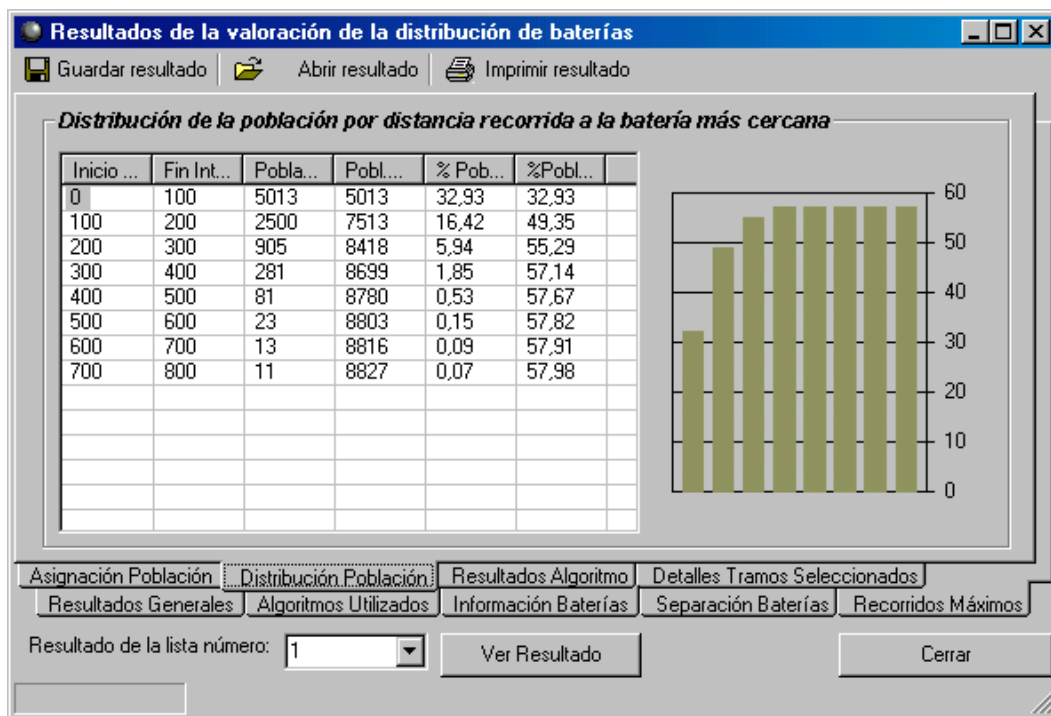 Resultados de la valoración de la distribución de baterías
Guardar resultado Abrir resultado Imprimir resultado
Distribución de la población por distancia recorrida a la batería más cercana
Inicio ... Fin Int... Pobla... Pobl.... % Pob... %Pobl...
0 100 5013 5013 32,93 32,93
100 200 2500 7513 16,42 49,35
200 300 905 8418 5,94 55,29
300 400 281 8699 1,85 57,14
400 500 81 8780 0,53 57,67
500 600 23 8803 0,15 57,82
600 700 13 8816 0,09 57,91
700 800 11 8827 0,07 57,98
60
50
40
30
20
10
0
Asignación Población Distribución Población Resultados Algoritmo Detalles Tramos Seleccionados
Resultados Generales Algoritmos Utilizados Información Baterías Separación Baterías Recorridos Máximos
Resultado de la lista número: 1 Ver Resultado Cerrar